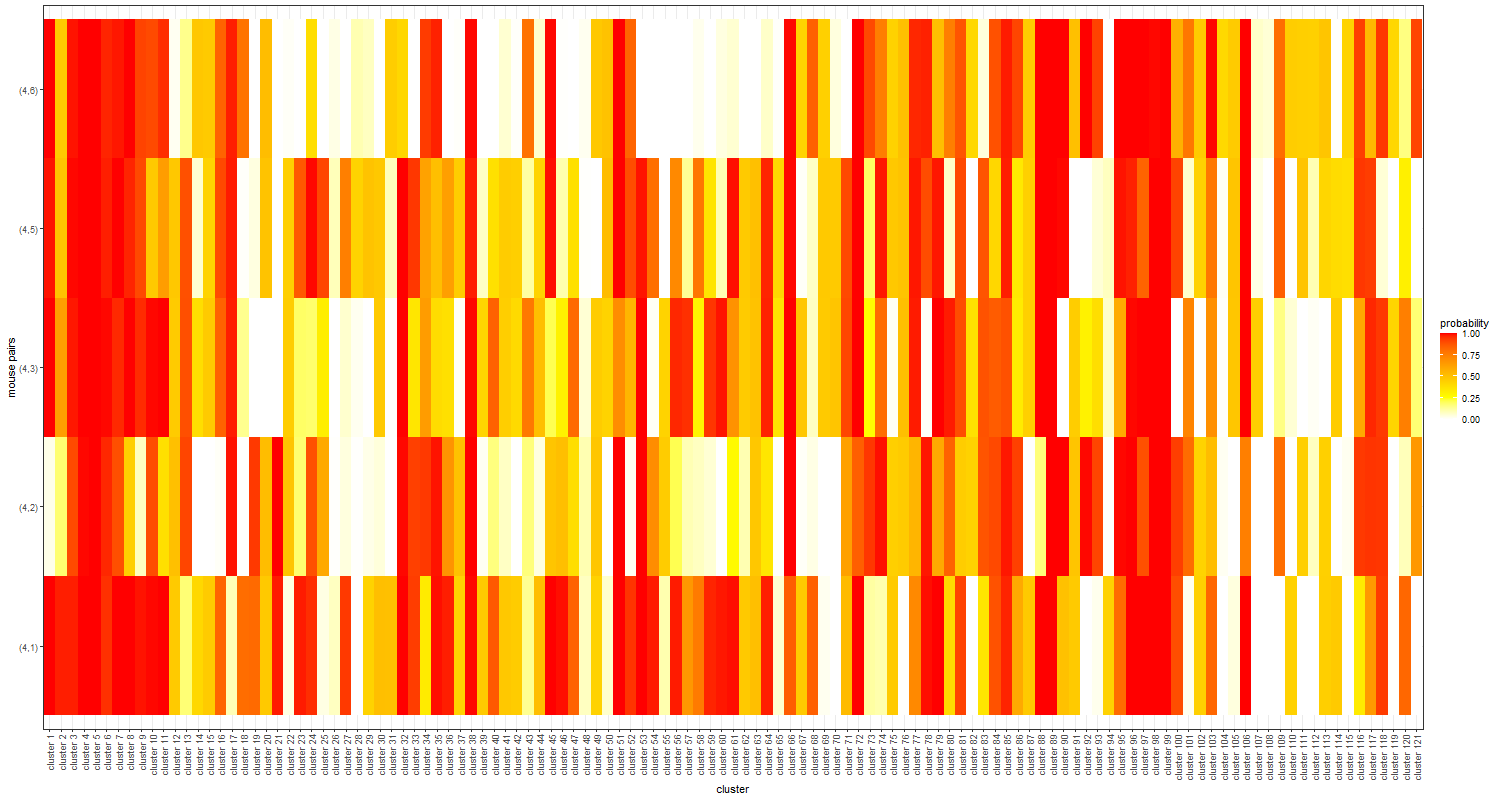 (4,6)
(4,5)
(4,3)
(4,2)
(4,1)
mouse pairs
cluster 1
cluster 2
cluster 3
cluster 4
cluster 5
cluster 6
cluster 7
cluster 8
cluster 9
cluster 10
cluster 11
cluster 12
cluster 13
cluster 14
cluster 15
cluster 16
cluster 17
cluster 18
cluster 19
cluster 20
cluster 21
cluster 22
cluster 23
cluster 24
cluster 25
cluster 26
cluster 27
cluster 28
cluster 29
cluster 30
cluster 31
cluster 32
cluster 33
cluster 34
cluster 35
cluster 36
cluster 37
cluster 38
cluster 39
cluster 40
cluster 41
cluster 42
cluster 43
cluster 44
cluster 45
cluster 46
cluster 47
cluster 48
cluster 49
cluster 50
cluster 51
cluster 52
cluster 53
cluster 54
cluster 55
cluster 56
cluster 57
cluster 58
cluster 59
cluster 60
cluster 61
cluster 62
cluster 63
cluster 64
cluster 65
cluster 66
cluster 67
cluster 68
cluster 69
cluster 70
cluster 71
cluster 72
cluster 73
cluster 74
cluster 75
cluster 76
cluster 77
cluster 78
cluster 79
cluster 80
cluster 81
cluster 82
cluster 83
cluster 84
cluster 85
cluster 86
cluster 87
cluster 88
cluster 89
cluster 90
cluster 91
cluster 92
cluster 93
cluster 94
cluster 95
cluster 96
cluster 97
cluster 98
cluster 99
cluster 100
cluster 101
cluster 102
cluster 103
cluster 104
cluster 105
cluster 106
cluster 107
cluster 108
cluster 109
cluster 110
cluster 111
cluster 112
cluster 113
cluster 114
cluster 115
cluster 116
cluster 117
cluster 118
cluster 119
cluster 120
cluster 121
cluster
probability
1.00
0.75
0.50
0.25
0.00